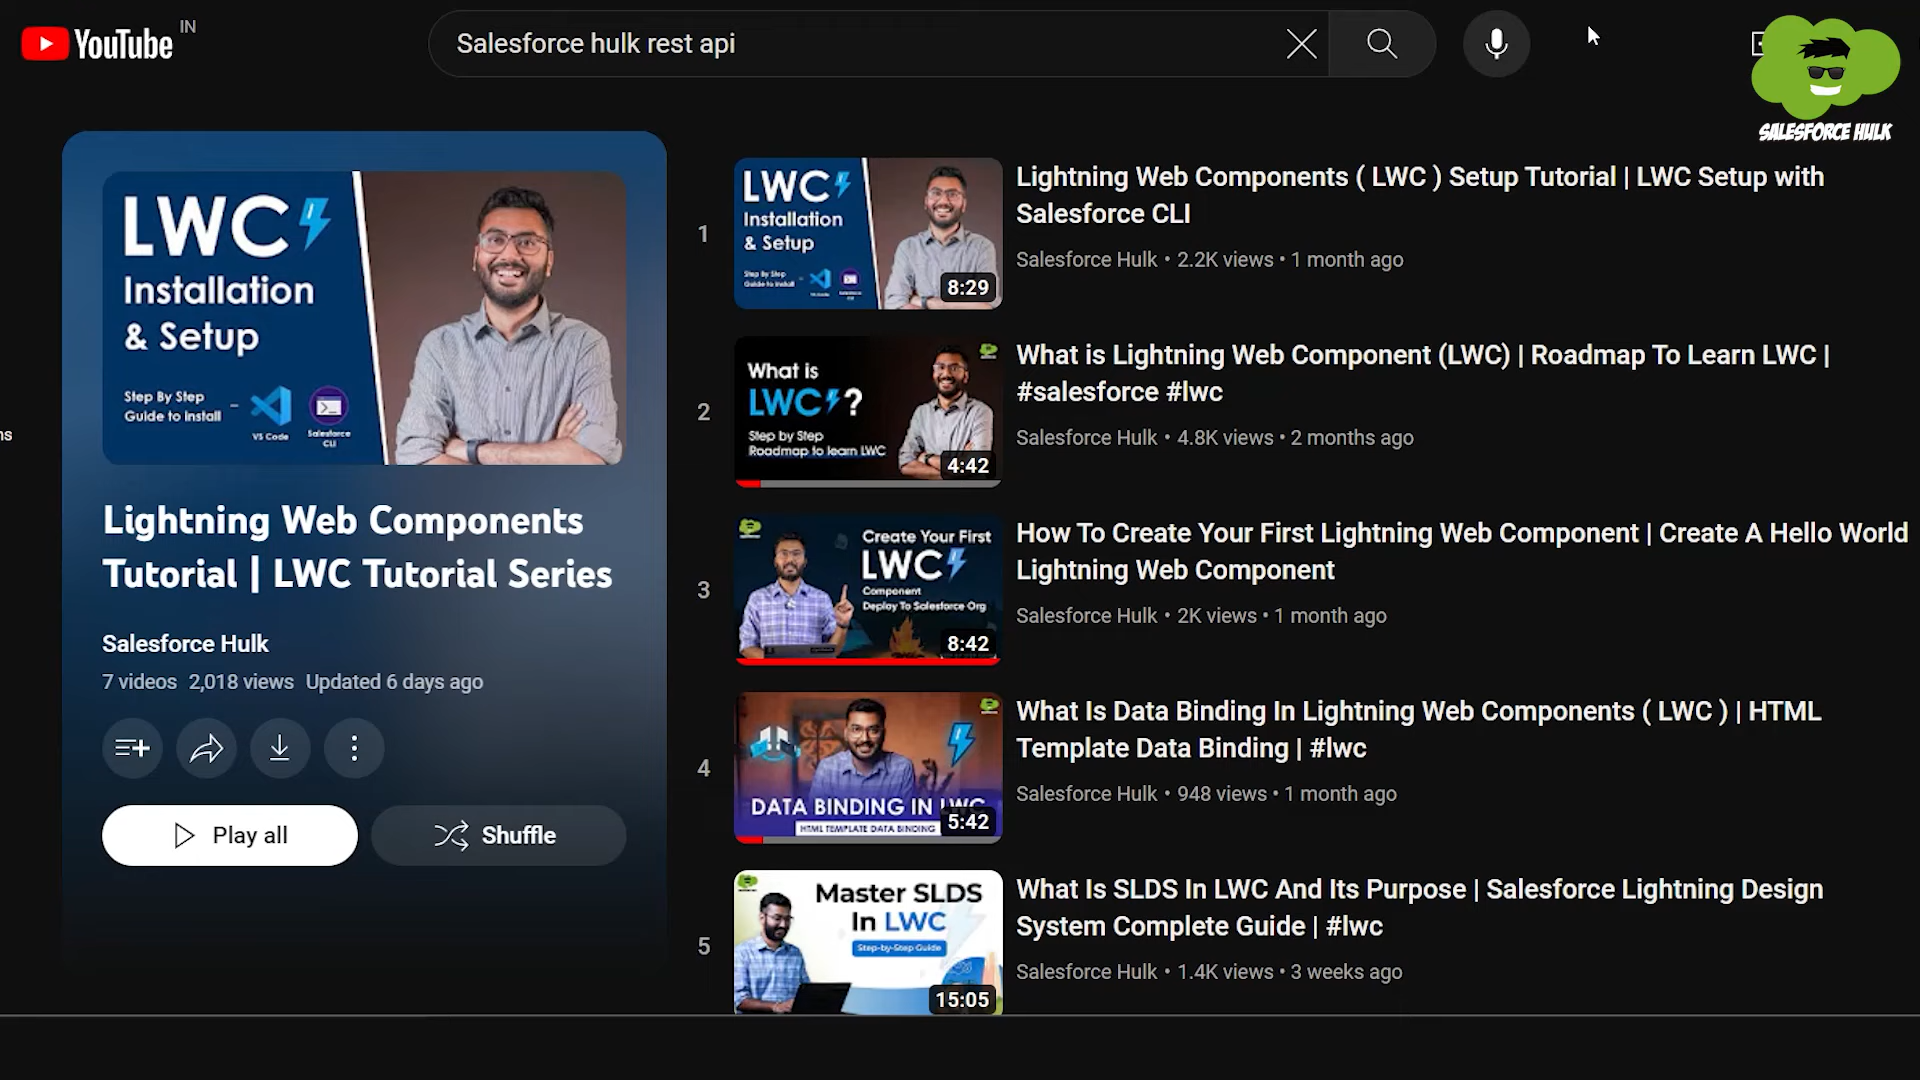 YouTube IN
Salesforce hulk rest api
SALESFORCE HULK
ns
LWC
Installation
& Setup
Step By Step
Guide to Install
VS Code
Salesforce
CLI
Lightning Web Components
Tutorial | LWC Tutorial Series
Salesforce Hulk
7 videos 2,018 views Updated 6 days ago
Play all
Shuffle
1
LWC
Installation
& Setup
Step By Step
Guide to Install
8:29
Lightning Web Components ( LWC ) Setup Tutorial | LWC Setup with
Salesforce CLI
Salesforce Hulk • 2.2K views • 1 month ago
2
What is
LWC ?
Step by Step
Roadmap to learn LWC
4:42
What is Lightning Web Component (LWC) | Roadmap To Learn LWC |
#salesforce #lwc
Salesforce Hulk • 4.8K views • 2 months ago
3
Create Your First
LWC
Component
Deploy To Salesforce Org
8:42
How To Create Your First Lightning Web Component | Create A Hello World
Lightning Web Component
Salesforce Hulk • 2K views • 1 month ago
4
DATA BINDING IN LWC
HTML TEMPLATE DATA BINDING
5:42
What Is Data Binding In Lightning Web Components ( LWC ) | HTML
Template Data Binding | #lwc
Salesforce Hulk • 948 views • 1 month ago
5
Master SLDS
In LWC
Step-by-Step Guide
15:05
What Is SLDS In LWC And Its Purpose | Salesforce Lightning Design
System Complete Guide | #lwc
Salesforce Hulk • 1.4K views • 3 weeks ago